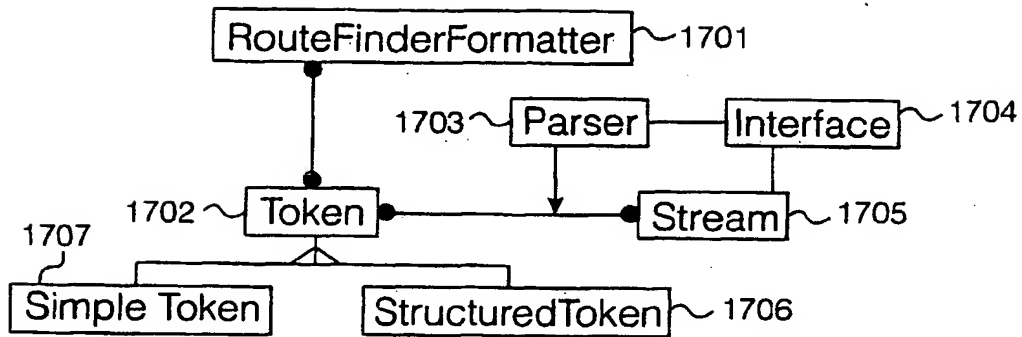 RouteFinderFormatter 1701
1703 Parser Interface 1704
1702 Token Stream 1705
1707
Simple Token StructuredToken 1706